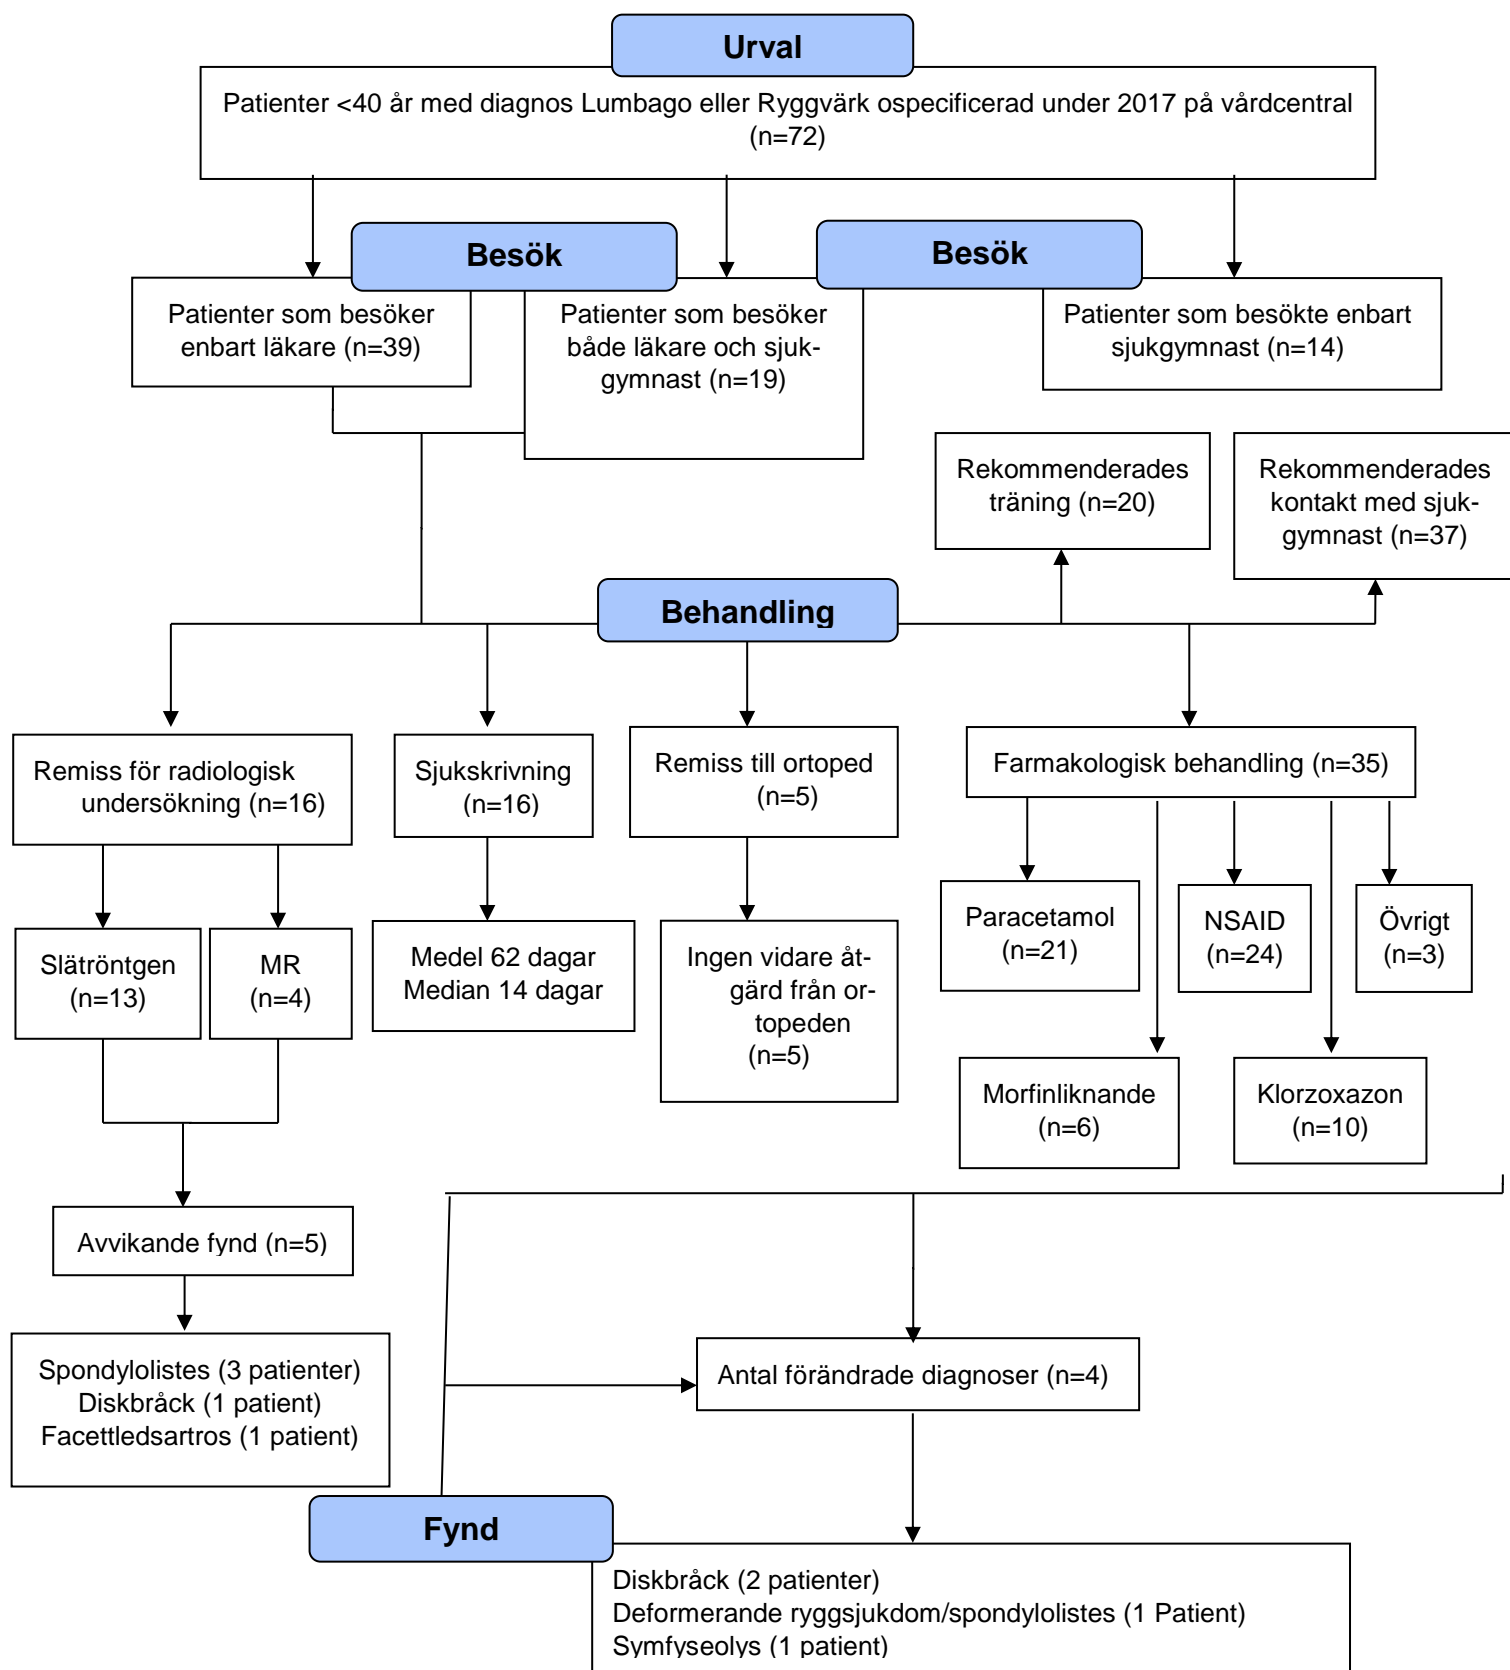 Urval
Patienter <40 år med diagnos Lumbago eller Ryggvärk ospecificerad under 2017 på vårdcentral
(n=72)
Besök
Besök
Patienter som besöker
enbart läkare (n=39)
Patienter som besöker
både läkare och sjuk-
gymnast (n=19)
Patienter som besökte enbart
sjukgymnast (n=14)
Rekommenderades
träning (n=20)
Rekommenderades
kontakt med sjuk-
gymnast (n=37)
Behandling
Remiss för radiologisk
undersökning (n=16)
Sjukskrivning
(n=16)
Remiss till ortoped
(n=5)
Farmakologisk behandling (n=35)
Slätröntgen
(n=13)
MR
(n=4)
Medel 62 dagar
Median 14 dagar
Ingen vidare åt-
gärd från or-
topeden
(n=5)
Paracetamol
(n=21)
NSAID
(n=24)
Övrigt
(n=3)
Morfinliknande
(n=6)
Klorzoxazon
(n=10)
Avvikande fynd (n=5)
Spondylolistes (3 patienter)
Diskbråck (1 patient)
Facettledsartros (1 patient)
Antal förändrade diagnoser (n=4)
Fynd
Diskbråck (2 patienter)
Deformerande ryggsjukdom/spondylolistes (1 Patient)
Symfyseolys (1 patient)